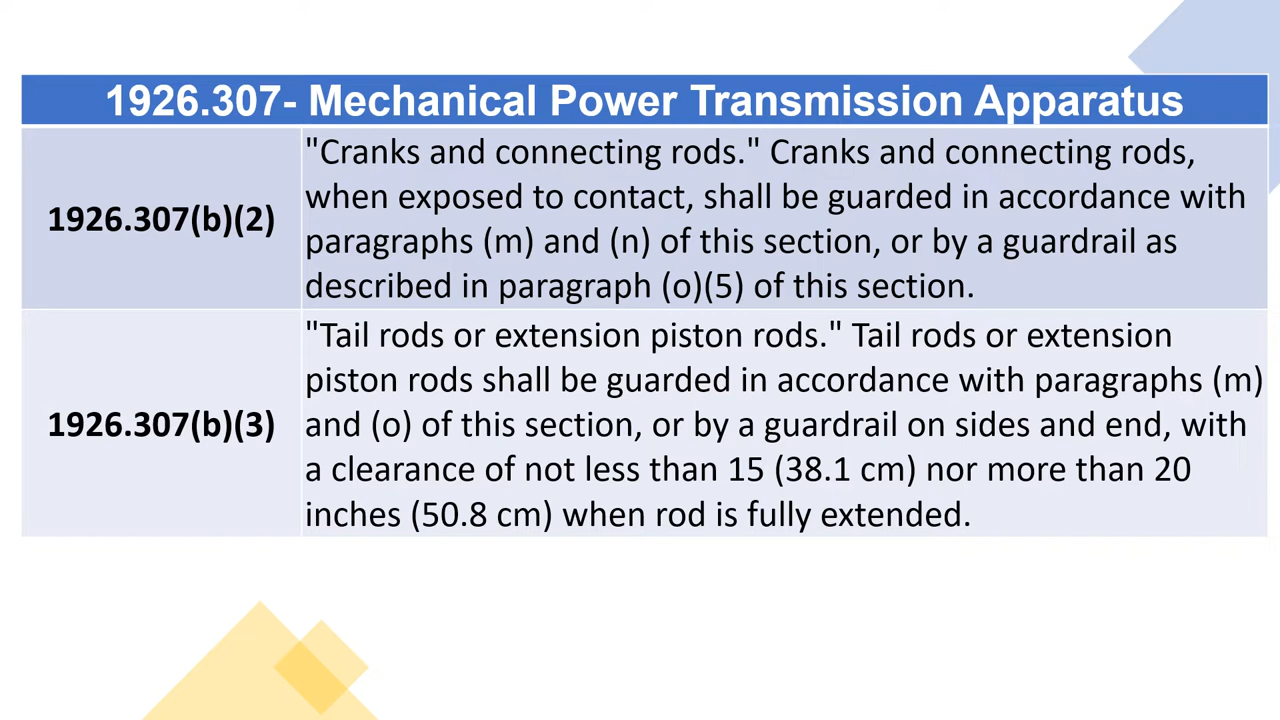 1926.307- Mechanical Power Transmission Apparatus
1926.307(b)(2)
"Cranks and connecting rods." Cranks and connecting rods,
when exposed to contact, shall be guarded in accordance with
paragraphs (m) and (n) of this section, or by a guardrail as
described in paragraph (o)(5) of this section.
1926.307(b)(3)
"Tail rods or extension piston rods." Tail rods or extension
piston rods shall be guarded in accordance with paragraphs (m)
and (o) of this section, or by a guardrail on sides and end, with
a clearance of not less than 15 (38.1 cm) nor more than 20
inches (50.8 cm) when rod is fully extended.